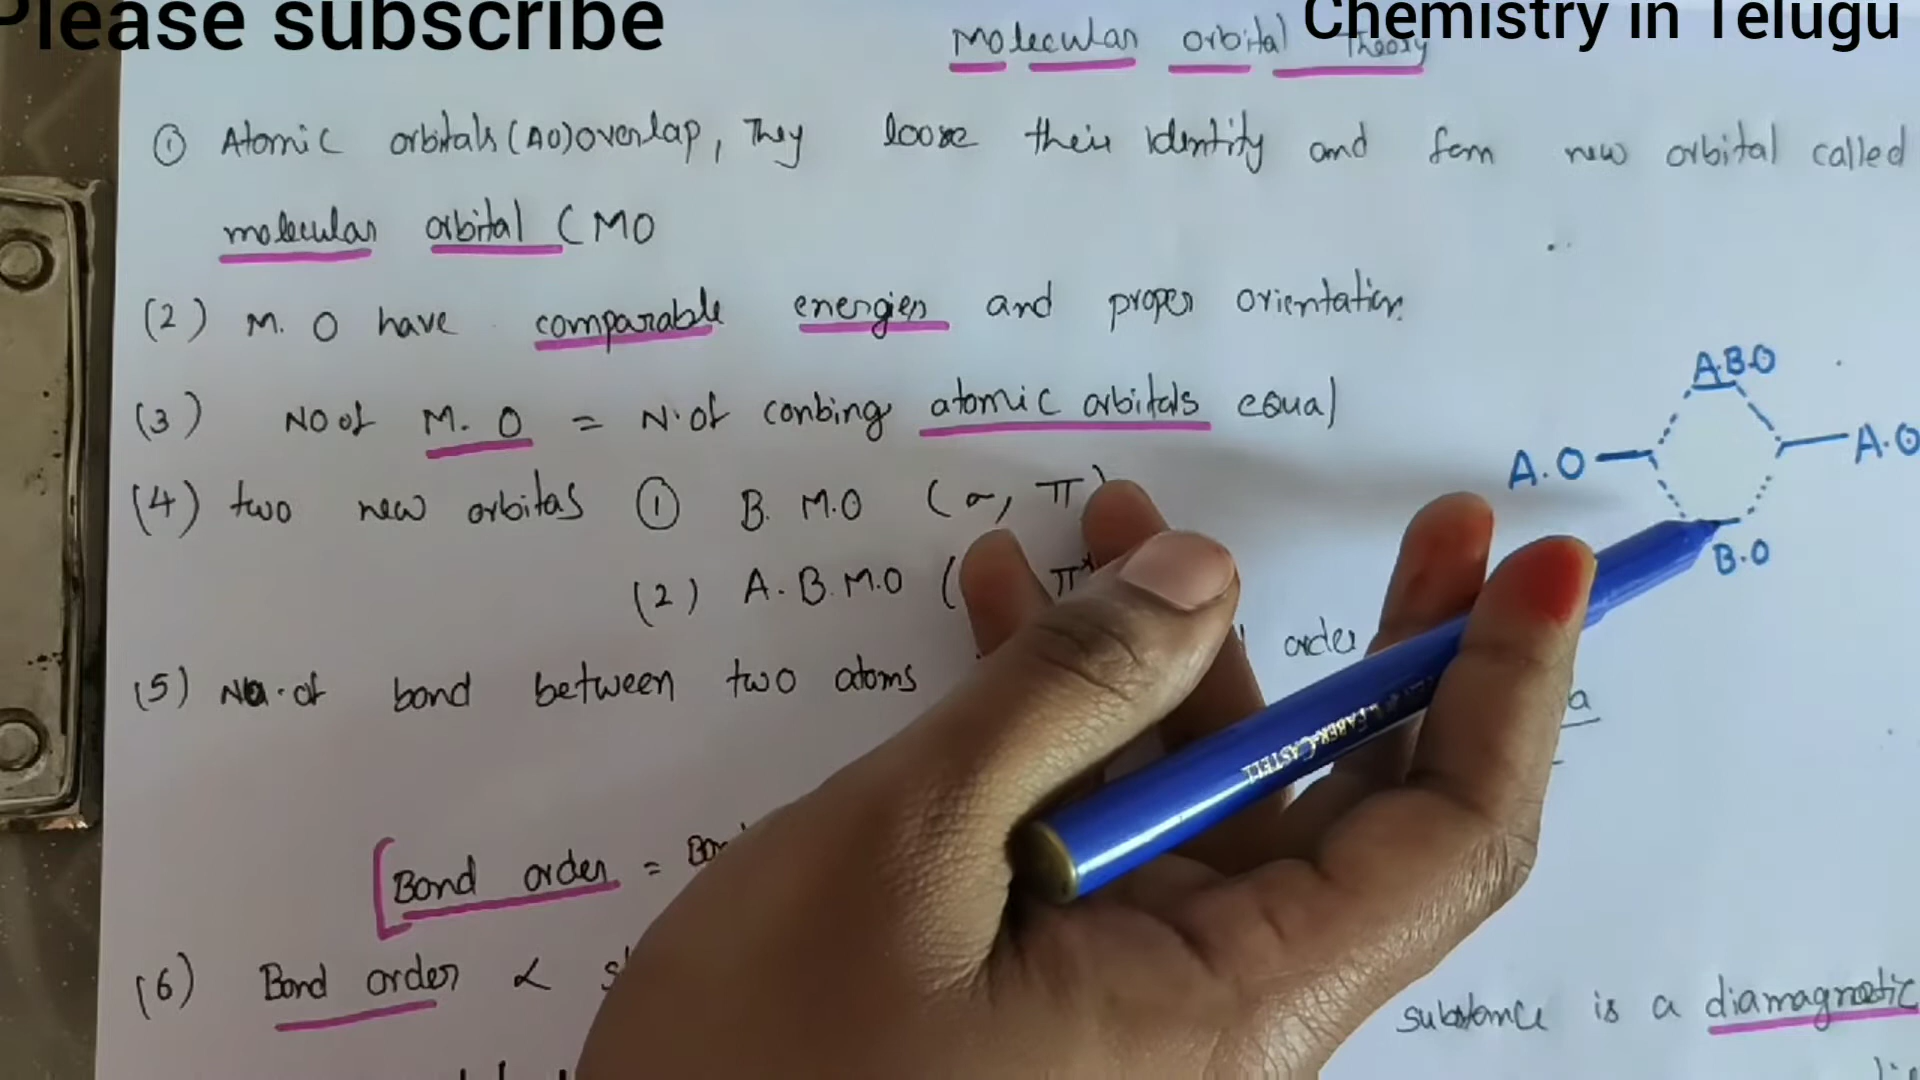 Please subscribe
Chemistry in Telugu
Molecular orbital Theory
① Atomic orbitals (AO) overlap, They loose their identity and form new orbital called
molecular orbital (MO
(2) M. O have comparable energies and proper orientation.
(3) No of M. O = N. of conbing atomic orbitals equal
(4) two new orbitas ① B. M.O (σ, π)
(2) A. B. M.O ( π*
(5) No. of bond between two atoms order
Bond order =
(6) Bond order ∝
A.B.O
A.O
A.O
B.O
substance is a diamagnetic
FABER-CASTELL